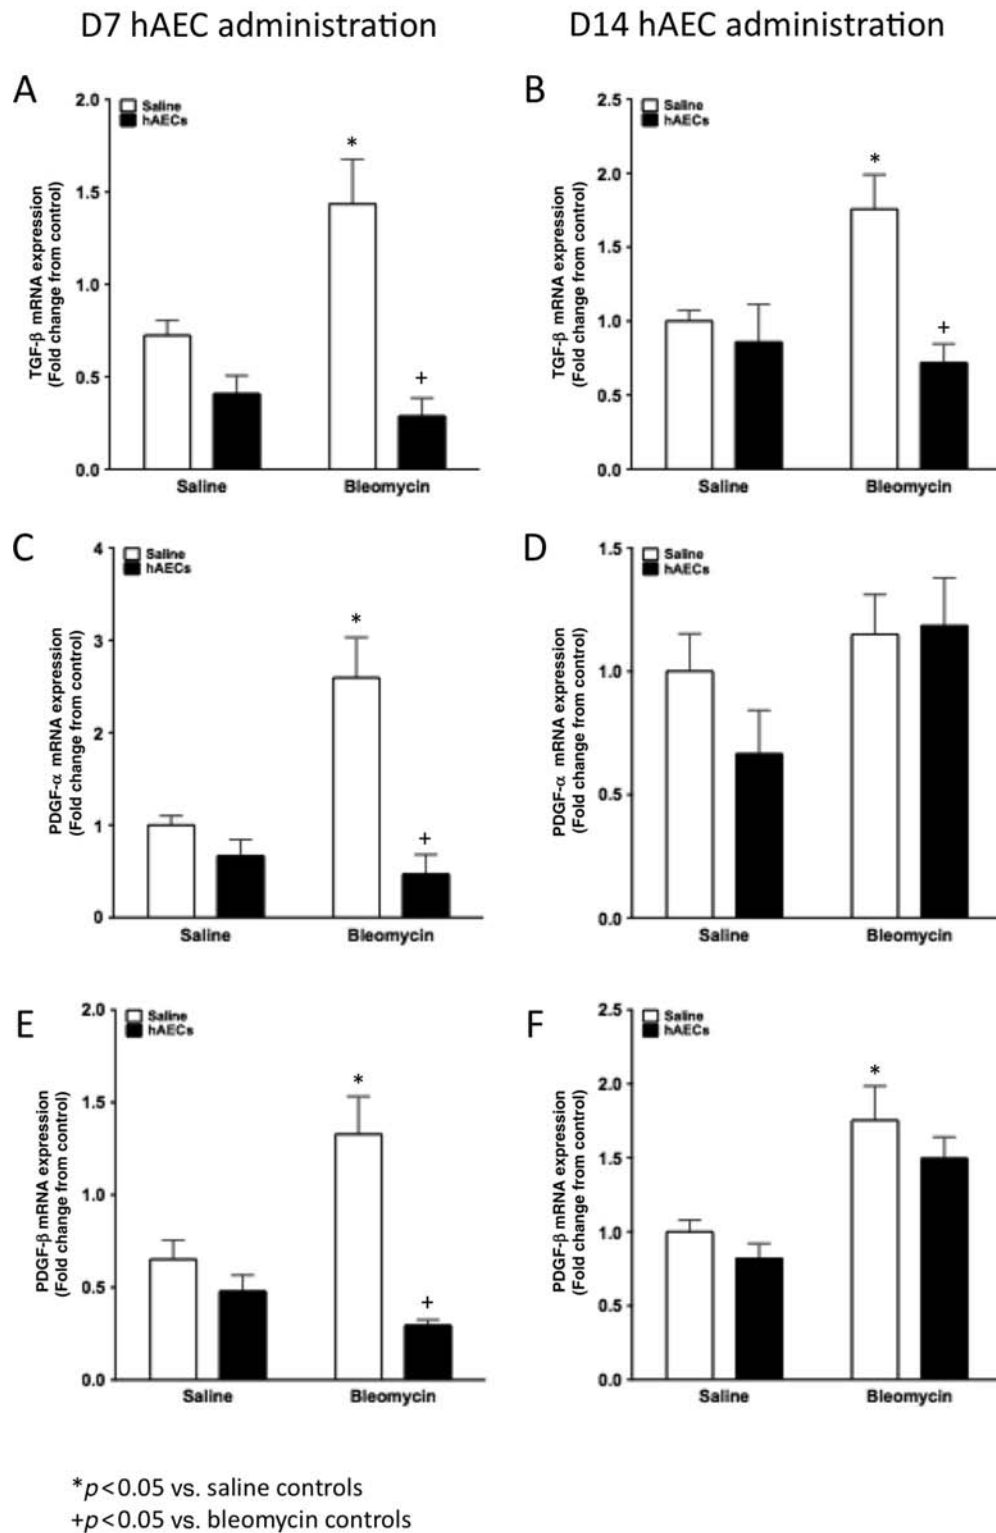 D7 hAEC administration
D14 hAEC administration
A
TGF-β mRNA expression
(Fold change from control)
2.0
1.5
1.0
0.5
0.0
Saline
hAECs
*
+
Saline
Bleomycin
B
TGF-β mRNA expression
(Fold change from control)
2.5
2.0
1.5
1.0
0.5
0.0
Saline
hAECs
*
+
Saline
Bleomycin
C
PDGF-α mRNA expression
(Fold change from control)
4
3
2
1
0
Saline
hAECs
*
+
Saline
Bleomycin
D
PDGF-α mRNA expression
(Fold change from control)
1.5
1.0
0.5
0.0
Saline
hAECs
Saline
Bleomycin
E
PDGF-β mRNA expression
(Fold change from control)
2.0
1.5
1.0
0.5
0.0
Saline
hAECs
*
+
Saline
Bleomycin
F
PDGF-β mRNA expression
(Fold change from control)
2.5
2.0
1.5
1.0
0.5
0.0
Saline
hAECs
*
Saline
Bleomycin
*p<0.05 vs. saline controls
+p<0.05 vs. bleomycin controls